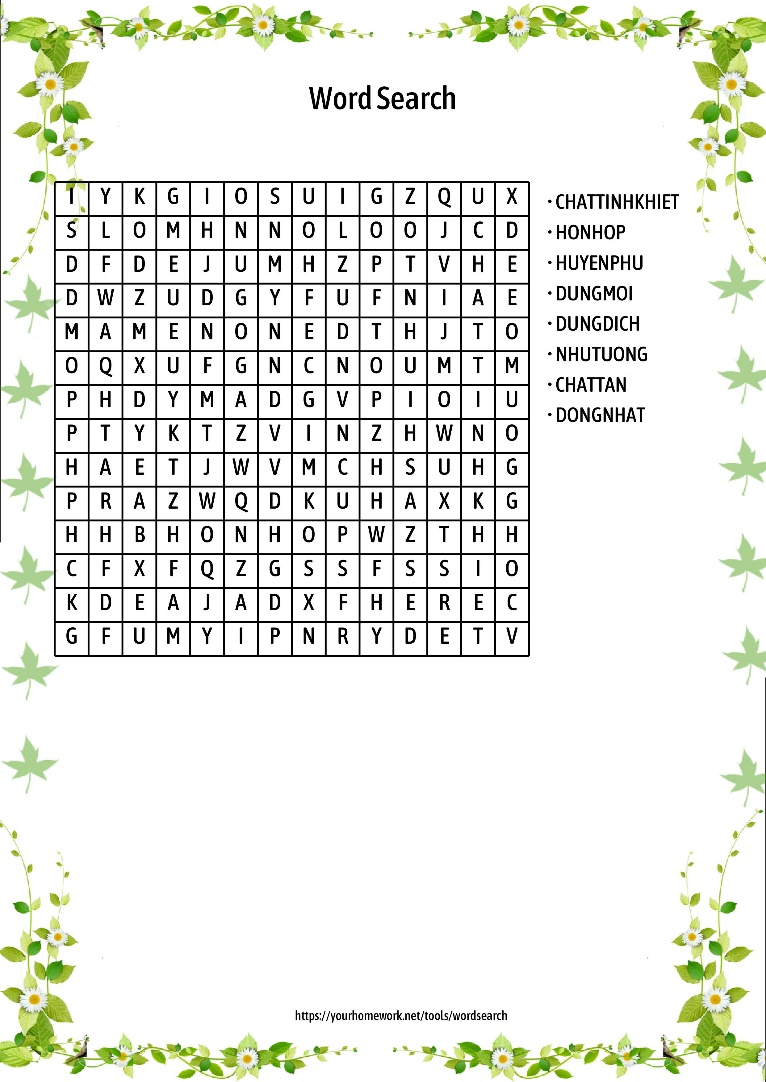 Word Search
I Y K G I O S U I G Z Q U X
S L O M H N N O L O O J C D
D F D E J U M H Z P T V H E
D W Z U D G Y F U F N I A E
M A M E N O N E D T H J T O
O Q X U F G N C N O U M T M
P H D Y M A D G V P I O I U
P T Y K T Z V I N Z H W N O
H A E T J W V M C H S U H G
P R A Z W Q D K U H A X K G
H H B H O N H O P W Z T H H
C F X F Q Z G S S F S S I O
K D E A J A D X F H E R E C
G F U M Y I P N R Y D E T V
• CHATTINHKHIET
• HONHOP
• HUYENPHU
• DUNGMOI
• DUNGDICH
• NHUTUONG
• CHATTAN
• DONGNHAT
https://yourhomework.net/tools/wordsearch